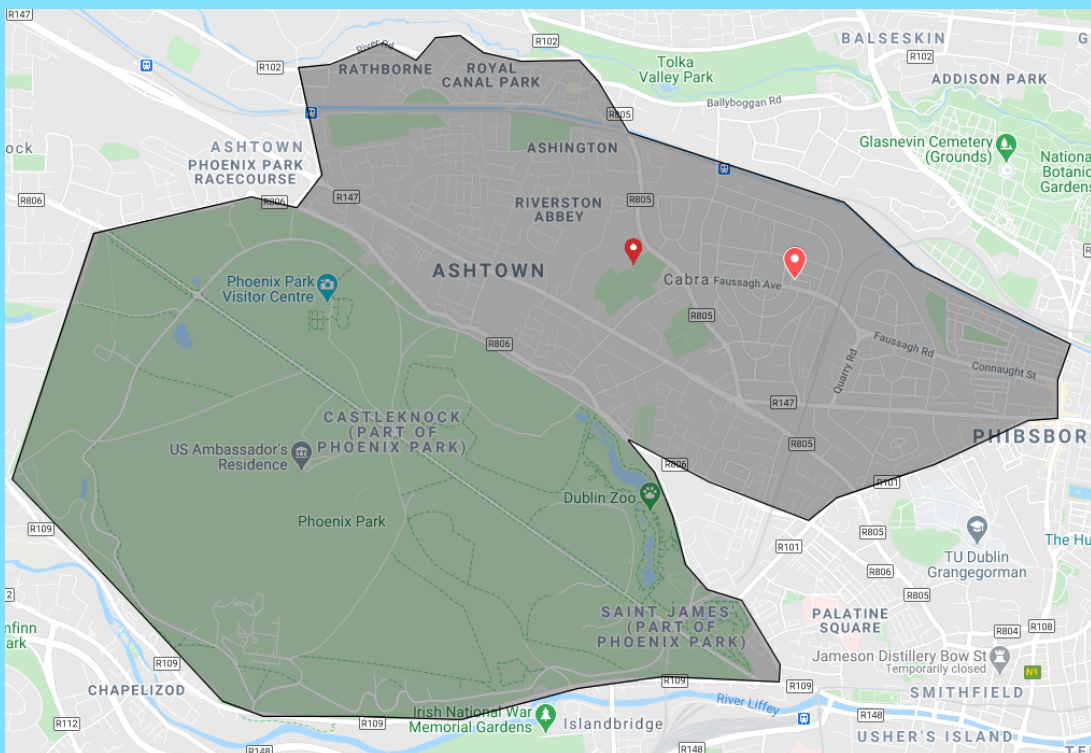 R147
River Rd
R102
BALSESKIN
G
R102
R102
RATHBORNE
ROYAL
CANAL PARK
Tolka
Valley Park
ADDISON PARK
Ballyboggan Rd
R805
Glasnevin Cemetery
(Grounds)
ock
ASHTOWN
PHOENIX PARK
RACECOURSE
ASHINGTON
National
Botanic
Gardens
R806
R806
R147
R805
RIVERSTON
ABBEY
ASHTOWN
Cabra
Faussagh Ave
Phoenix Park
Visitor Centre
R805
R806
Faussagh Rd
Quarry Rd
Connaught St
R147
CASTLEKNOCK
(PART OF
PHOENIX PARK)
US Ambassador's
Residence
R805
PHIBSBOR
R806
R101
Dublin Zoo
Phoenix Park
R109
R805
R101
TU Dublin
Grangegorman
The Hu
R806
R805
SAINT JAMES'
(PART OF
PHOENIX PARK)
PALATINE
SQUARE
R108
R804
nfinn
ark
R109
Jameson Distillery Bow St
Temporarily closed
N1
CHAPELIZOD
R109
R109
SMITHFIELD
River Liffey
R112
R109
Irish National War
Memorial Gardens
Islandbridge
R148
R148
R148
USHER'S ISLAND